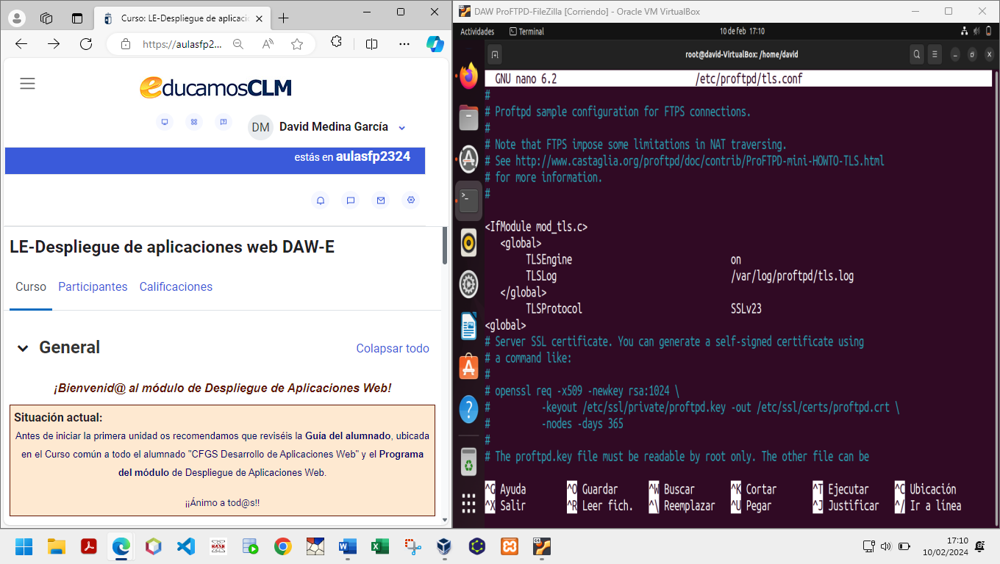 Curso: LE-Despliegue de aplicació
https://aulasfp2...
educamosCLM
DM David Medina García
estás en aulasfp2324
LE-Despliegue de aplicaciones web DAW-E
Curso Participantes Calificaciones
General Colapsar todo
¡Bienvenid@ al módulo de Despliegue de Aplicaciones Web!
Situación actual:
Antes de iniciar la primera unidad os recomendamos que reviséis la Guía del alumnado, ubicada
en el Curso común a todo el alumnado "CFGS Desarrollo de Aplicaciones Web" y el Programa
del módulo de Despliegue de Aplicaciones Web.
¡¡Ánimo a tod@s!!
DAW ProFTPD-FileZilla [Corriendo] - Oracle VM VirtualBox
Actividades Terminal 10 de feb 17:10
root@david-VirtualBox: /home/david
GNU nano 6.2 /etc/proftpd/tls.conf
#
# Proftpd sample configuration for FTPS connections.
#
# Note that FTPS impose some limitations in NAT traversing.
# See http://www.castaglia.org/proftpd/doc/contrib/ProFTPD-mini-HOWTO-TLS.html
# for more information.
#
<IfModule mod_tls.c>
<global>
TLSEngine on
TLSLog /var/log/proftpd/tls.log
</global>
TLSProtocol SSLv23
<global>
# Server SSL certificate. You can generate a self-signed certificate using
# a command like:
#
# openssl req -x509 -newkey rsa:1024 \
# -keyout /etc/ssl/private/proftpd.key -out /etc/ssl/certs/proftpd.crt \
# -nodes -days 365
#
# The proftpd.key file must be readable by root only. The other file can be
^G Ayuda ^O Guardar ^W Buscar ^K Cortar ^T Ejecutar ^C Ubicación
^X Salir ^R Leer fich. ^\ Reemplazar ^U Pegar ^J Justificar ^/ Ir a línea
17:10
10/02/2024